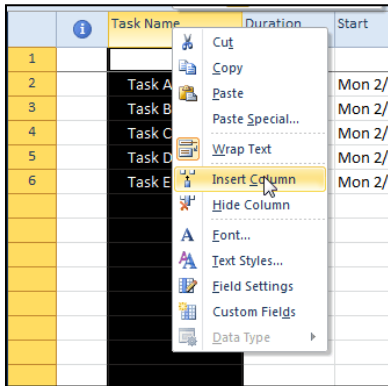 Task Name Duration Start
1
2 Task A Mon 2/
3 Task B Mon 2/
4 Task C Mon 2/
5 Task D Mon 2/
6 Task E Mon 2/
Cut
Copy
Paste
Paste Special...
Wrap Text
Insert Column
Hide Column
Font...
Text Styles...
Field Settings
Custom Fields
Data Type